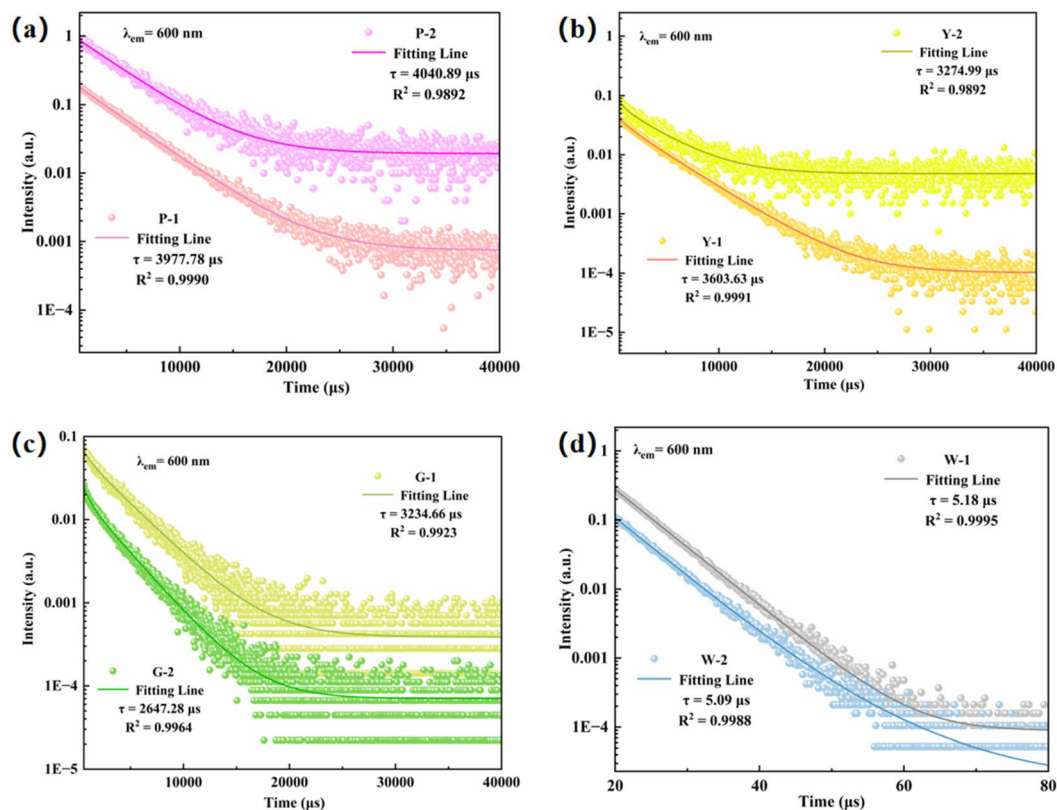 (a)
λem= 600 nm
P-2
Fitting Line
τ = 4040.89 μs
R² = 0.9892
P-1
Fitting Line
τ = 3977.78 μs
R² = 0.9990
Intensity (a.u.)
1
0.1
0.01
0.001
1E-4
10000 20000 30000 40000
Time (μs)
(b)
λem= 600 nm
Y-2
Fitting Line
τ = 3274.99 μs
R² = 0.9892
Y-1
Fitting Line
τ = 3603.63 μs
R² = 0.9991
Intensity (a.u.)
1
0.1
0.01
0.001
1E-4
1E-5
10000 20000 30000 40000
Time (μs)
(c)
λem= 600 nm
G-1
Fitting Line
τ = 3234.66 μs
R² = 0.9923
G-2
Fitting Line
τ = 2647.28 μs
R² = 0.9964
Intensity (a.u.)
0.1
0.01
0.001
1E-4
1E-5
10000 20000 30000 40000
Time (μs)
(d)
λem= 600 nm
W-1
Fitting Line
τ = 5.18 μs
R² = 0.9995
W-2
Fitting Line
τ = 5.09 μs
R² = 0.9988
Intensity (a.u.)
1
0.1
0.01
0.001
1E-4
20 40 60 80
Time (μs)